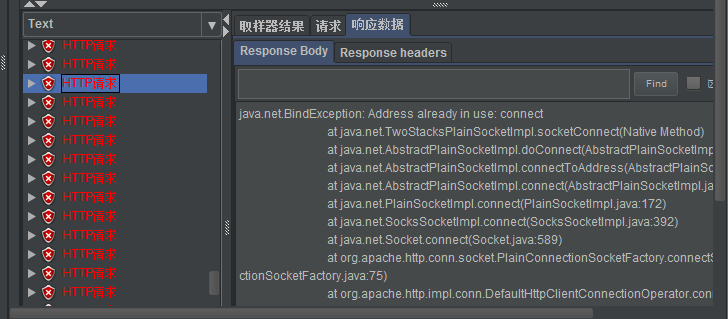 Text
HTTP请求
HTTP请求
HTTP请求
HTTP请求
HTTP请求
HTTP请求
HTTP请求
HTTP请求
HTTP请求
HTTP请求
HTTP请求
HTTP请求
HTTP请求
HTTP请求
取样器结果 请求 响应数据
Response Body Response headers
Find
java.net.BindException: Address already in use: connect
at java.net.TwoStacksPlainSocketImpl.socketConnect(Native Method)
at java.net.AbstractPlainSocketImpl.doConnect(AbstractPlainSocketImp
at java.net.AbstractPlainSocketImpl.connectToAddress(AbstractPlainSo
at java.net.AbstractPlainSocketImpl.connect(AbstractPlainSocketImpl.ja
at java.net.PlainSocketImpl.connect(PlainSocketImpl.java:172)
at java.net.SocksSocketImpl.connect(SocksSocketImpl.java:392)
at java.net.Socket.connect(Socket.java:589)
at org.apache.http.conn.socket.PlainConnectionSocketFactory.connectS
ctionSocketFactory.java:75)
at org.apache.http.impl.conn.DefaultHttpClientConnectionOperator.con